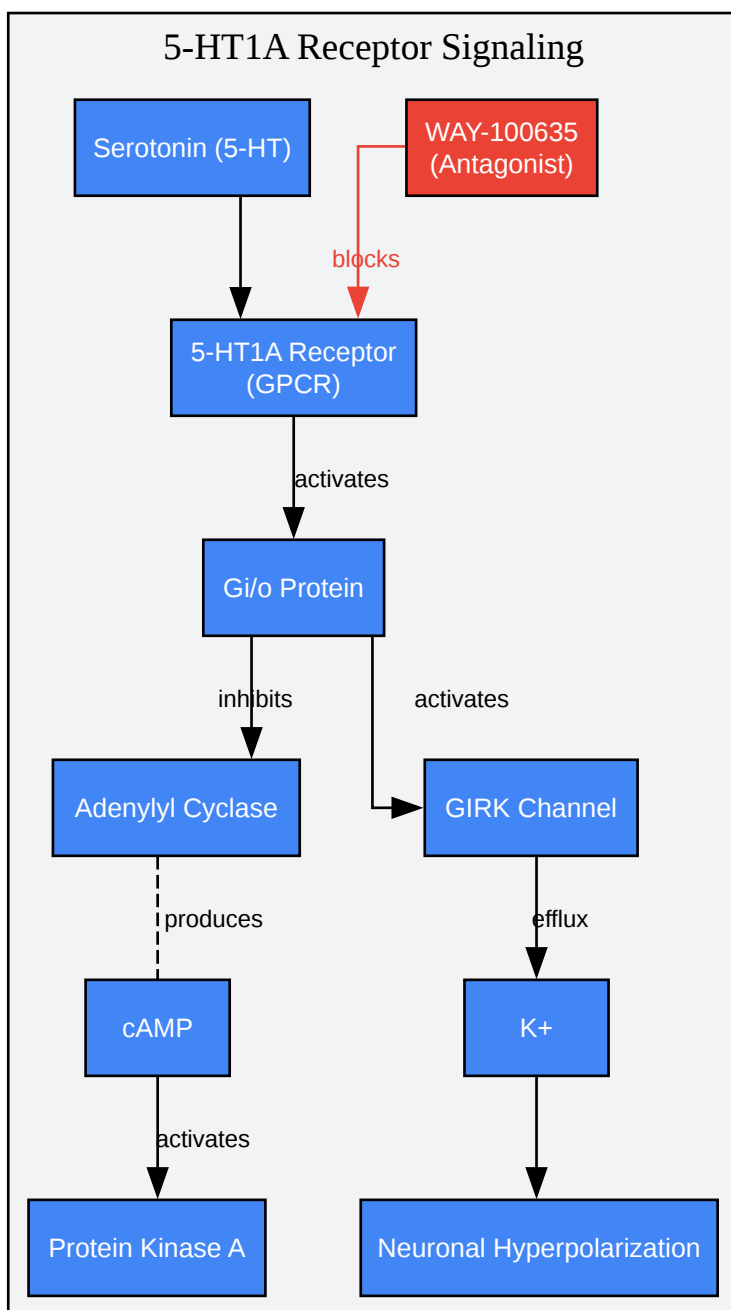 5-HT1A Receptor Signaling
Serotonin (5-HT)
WAY-100635
(Antagonist)
blocks
5-HT1A Receptor
(GPCR)
activates
Gi/o Protein
inhibits
activates
Adenylyl Cyclase
GIRK Channel
produces
efflux
cAMP
K+
activates
Protein Kinase A
Neuronal Hyperpolarization